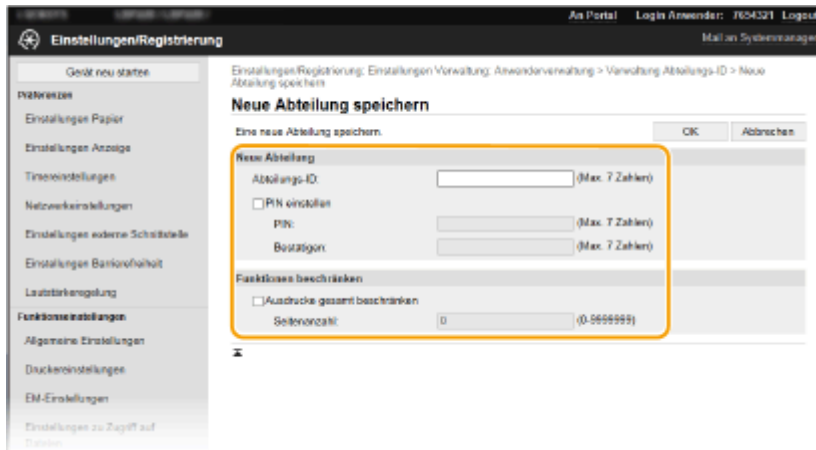 An Portal Login Anwender: 7654321 Logout
Einstellungen/Registrierung Mail an Systemmanager
Gerät neu starten
Präferenzen
Einstellungen Papier
Einstellungen Anzeige
Timereinstellungen
Netzwerkeinstellungen
Einstellungen externe Schnittstelle
Einstellungen Barrierefreiheit
Lautstärkeregelung
Funktionseinstellungen
Allgemeine Einstellungen
Druckereinstellungen
EM-Einstellungen
Einstellungen zu Zugriff auf
Dateien
Einstellungen/Registrierung: Einstellungen Verwaltung: Anwenderverwaltung > Verwaltung Abteilungs-ID > Neue
Abteilung speichern
Neue Abteilung speichern
Eine neue Abteilung speichern. OK Abbrechen
Neue Abteilung
Abteilungs-ID: (Max. 7 Zahlen)
PIN einstellen
PIN: (Max. 7 Zahlen)
Bestätigen: (Max. 7 Zahlen)
Funktionen beschränken
Ausdrucke gesamt beschränken
Seitenanzahl: 0 (0-9999999)